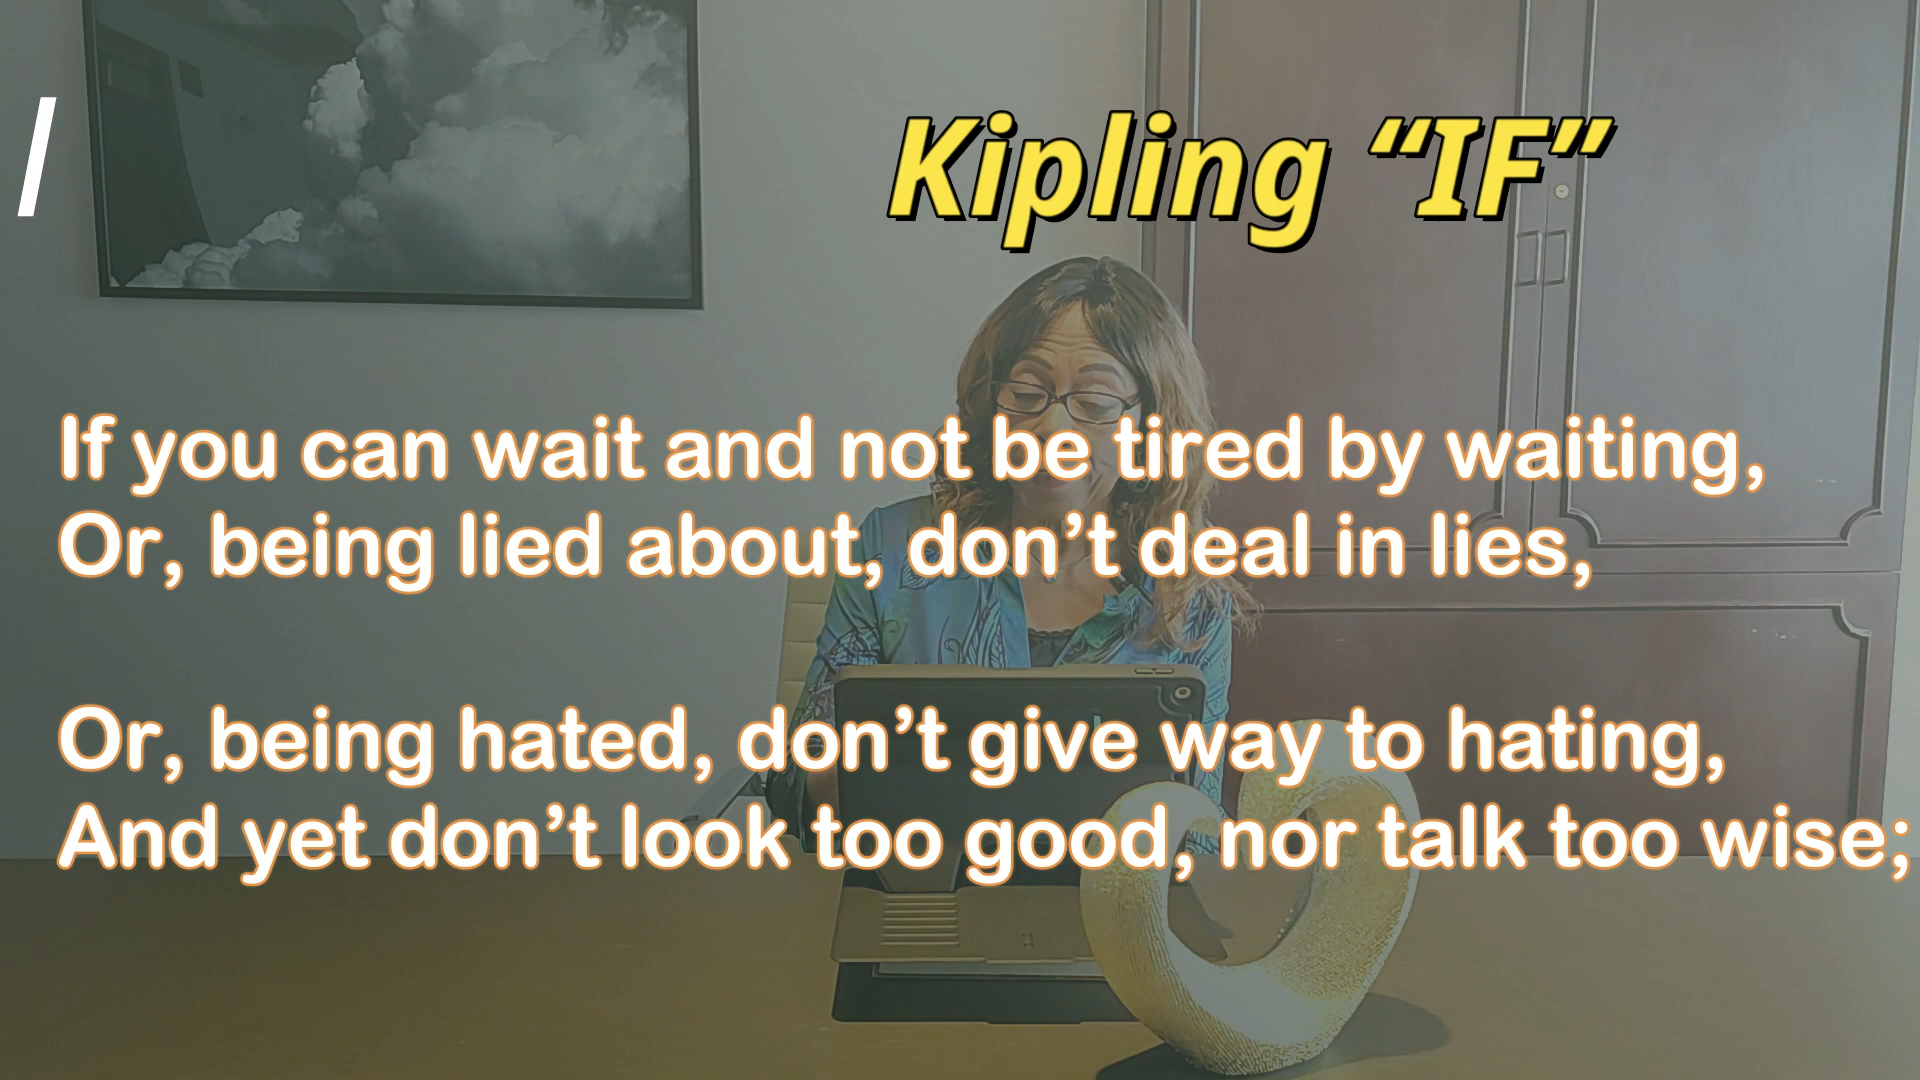 I
Kipling “IF”
If you can wait and not be tired by waiting,
Or, being lied about, don’t deal in lies,
Or, being hated, don’t give way to hating,
And yet don’t look too good, nor talk too wise;